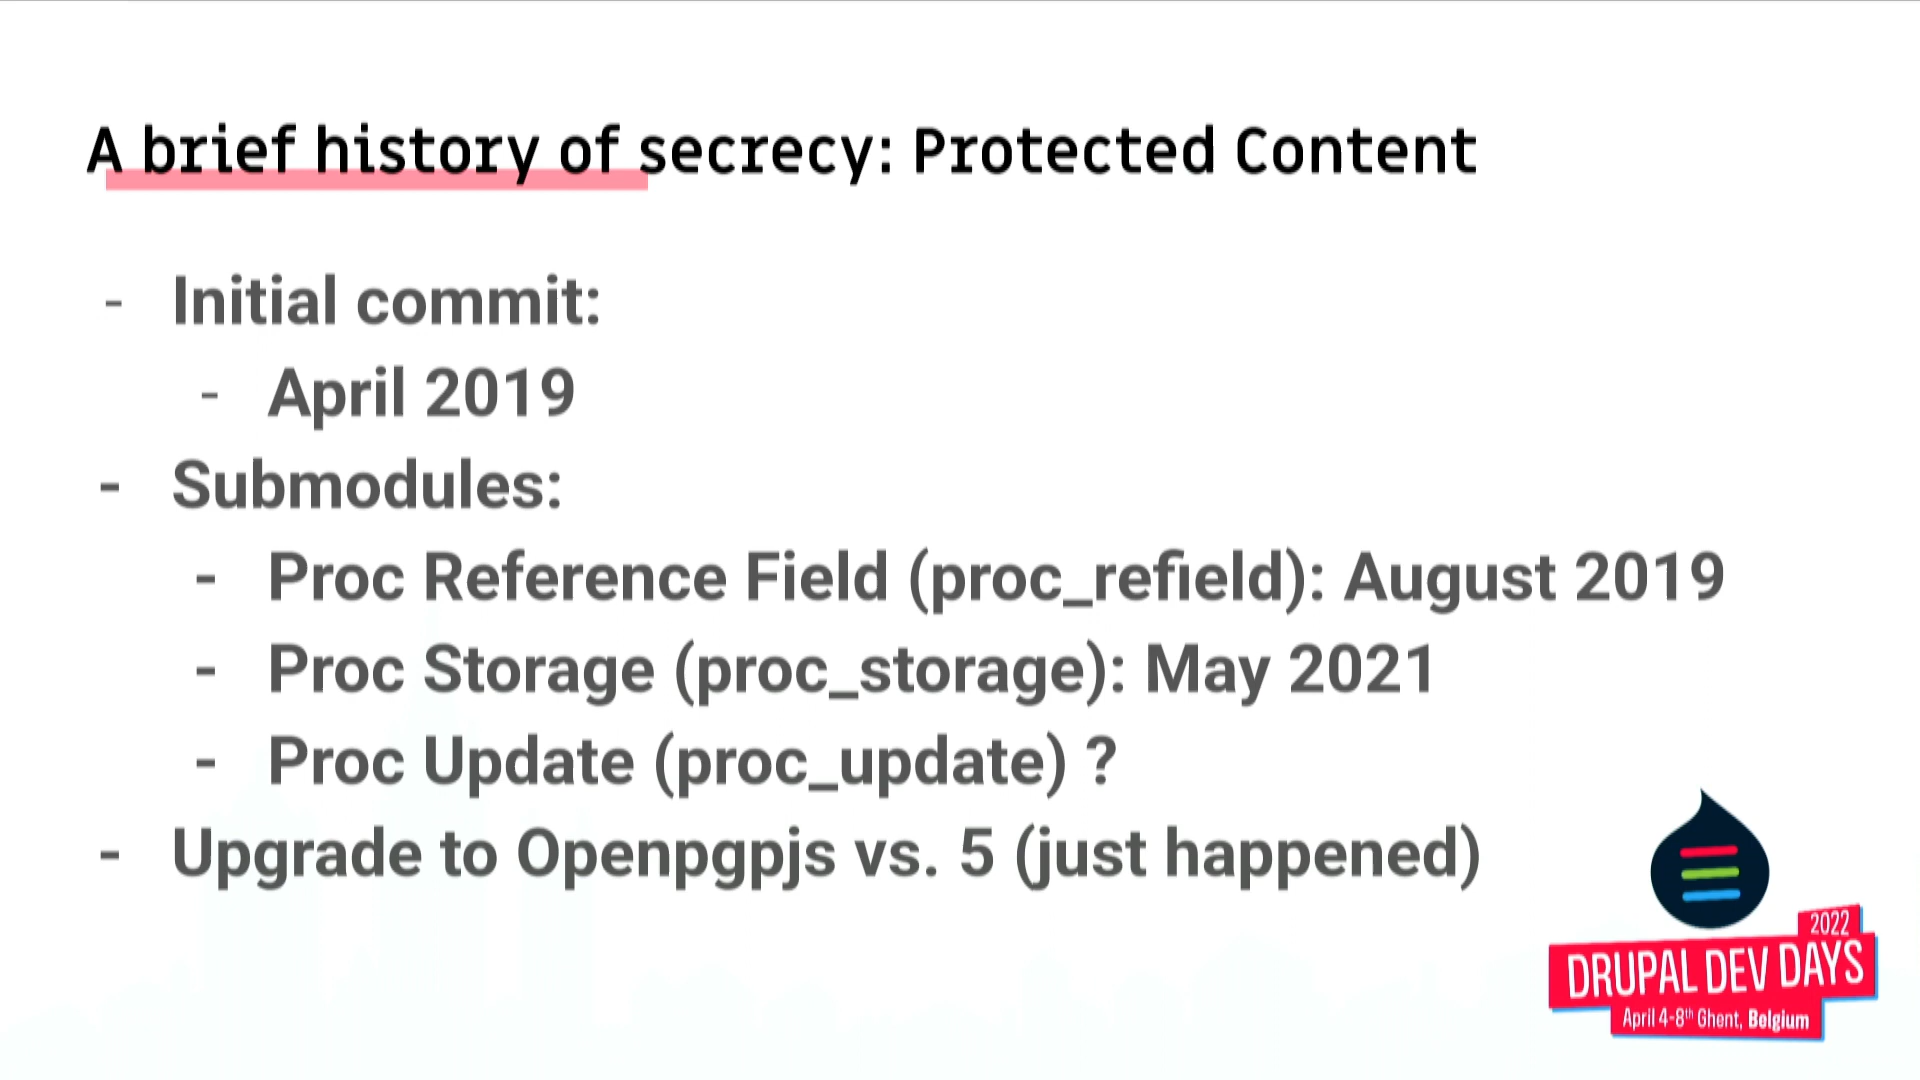 A brief history of secrecy: Protected Content
- Initial commit:
- April 2019
- Submodules:
- Proc Reference Field (proc_refield): August 2019
- Proc Storage (proc_storage): May 2021
- Proc Update (proc_update) ?
- Upgrade to Openpgpjs vs. 5 (just happened)
2022
DRUPAL DEV DAYS
April 4-8th Ghent, Belgium